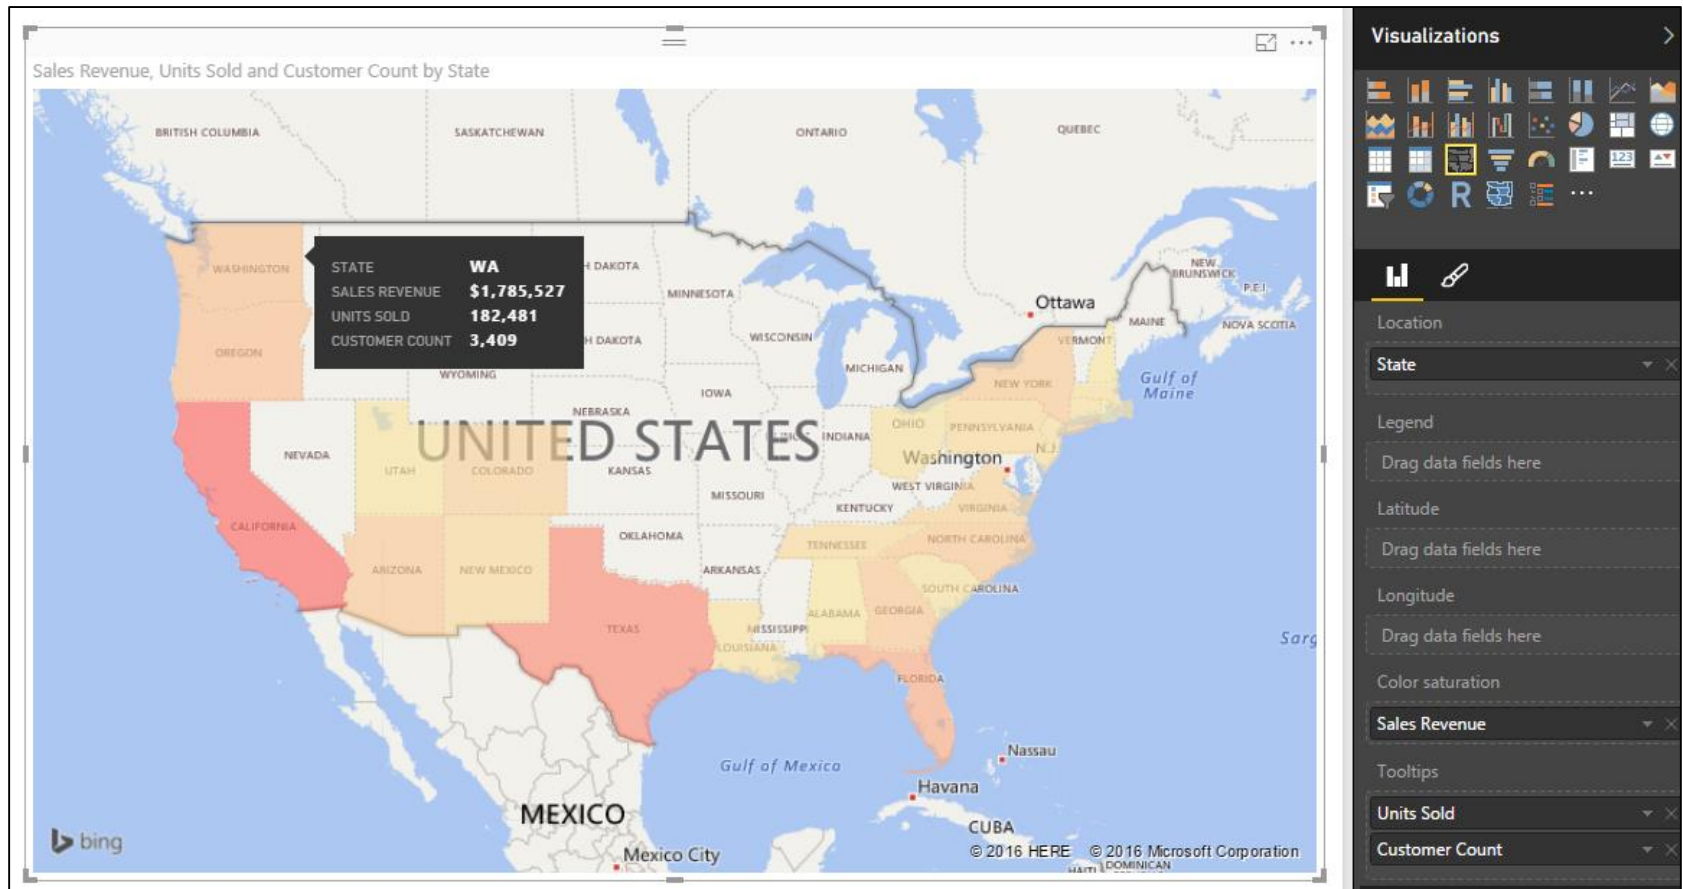 Visualizations
Sales Revenue, Units Sold and Customer Count by State
BRITISH COLUMBIA
SASKATCHEWAN
ONTARIO
QUEBEC
123
R
WASHINGTON
STATE WA
SALES REVENUE $1,785,527
UNITS SOLD 182,481
CUSTOMER COUNT 3,409
H DAKOTA
MINNESOTA
NEW BRUNSWICK
P.E.I
Ottawa
MAINE
NOVA SCOTIA
Location
State
OREGON
H DAKOTA
WISCONSIN
VERMONT
MICHIGAN
WYOMING
IOWA
NEW YORK
Gulf of
Maine
NEBRASKA
OHIO
PENNSYLVANIA
Legend
Drag data fields here
UNITED STATES
INDIANA
N.J.
NEVADA
UTAH
COLORADO
KANSAS
Washington
WEST VIRGINIA
MISSOURI
KENTUCKY
VIRGINIA
Latitude
Drag data fields here
CALIFORNIA
OKLAHOMA
TENNESSEE
NORTH CAROLINA
ARIZONA
NEW MEXICO
ARKANSAS
SOUTH CAROLINA
Longitude
Drag data fields here
TEXAS
MISSISSIPPI
ALABAMA
GEORGIA
LOUISIANA
Sarg
FLORIDA
Color saturation
Sales Revenue
Gulf of Mexico
Nassau
Havana
Tooltips
Units Sold
Customer Count
MEXICO
CUBA
bing
Mexico City
© 2016 HERE © 2016 Microsoft Corporation
HAITI
DOMINICAN